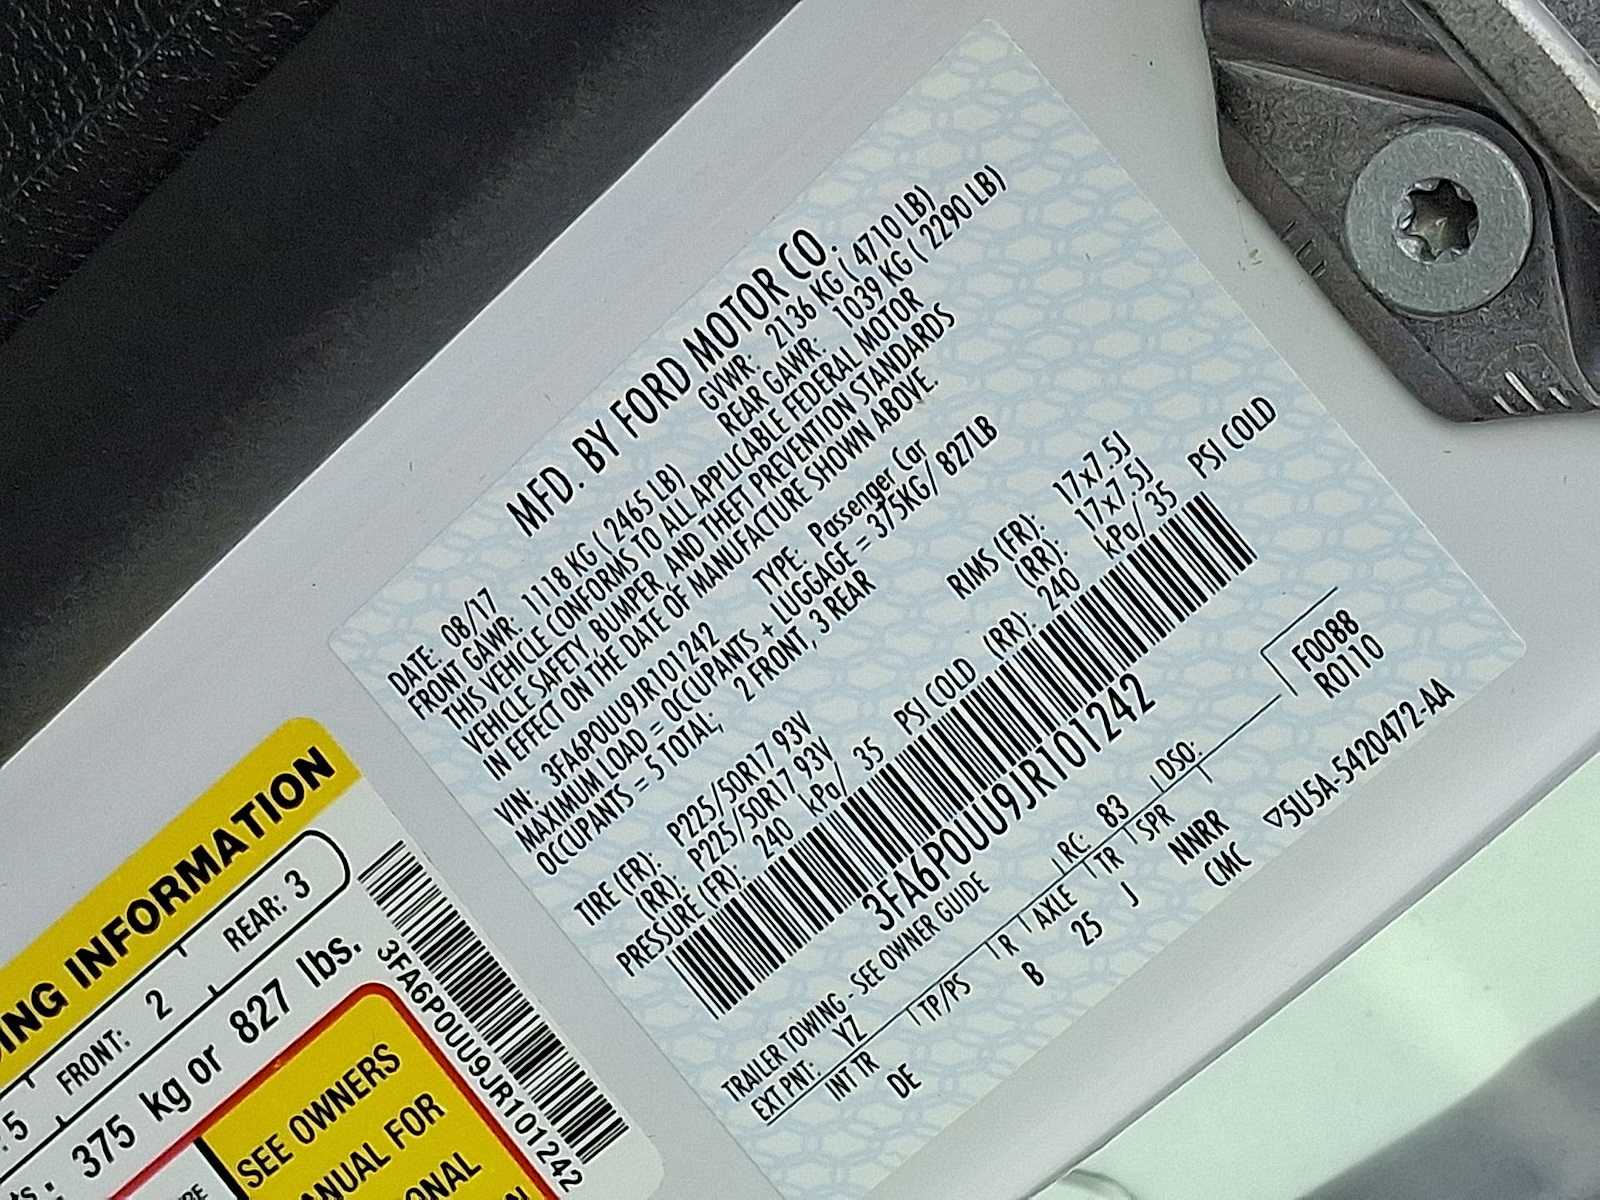 MFD. BY FORD MOTOR CO.
DATE: 08/17 GVWR: 2136 KG ( 4710 LB)
FRONT GAWR: 1118 KG ( 2465 LB) REAR GAWR: 1039 KG ( 2290 LB)
THIS VEHICLE CONFORMS TO ALL APPLICABLE FEDERAL MOTOR
VEHICLE SAFETY, BUMPER, AND THEFT PREVENTION STANDARDS
IN EFFECT ON THE DATE OF MANUFACTURE SHOWN ABOVE.
VIN: 3FA6P0UU9JR101242 TYPE: Passenger Car
MAXIMUM LOAD = OCCUPANTS + LUGGAGE = 375KG/ 827LB
OCCUPANTS = 5 TOTAL, 2 FRONT, 3 REAR
TIRE (FR): P225/50R17 93V RIMS (FR): 17x7.5J
(RR): P225/50R17 93V (RR): 17x7.5J
PRESSURE (FR): 240 kPa/ 35 PSI COLD (RR): 240 kPa/ 35 PSI COLD
3FA6P0UU9JR101242
TRAILER TOWING - SEE OWNER GUIDE
EXT PNT: YZ RC: 83 DSO: F0088
INT TR TP/PS R AXLE TR SPR R0110
DE B 25 J NNRR
CMC
▽5U5A-5420472-AA
ING INFORMATION
: 5 FRONT: 2 REAR: 3
375 kg or 827 lbs.
SEE OWNERS
ANUAL FOR
ONAL
3FA6P0UU9JR101242